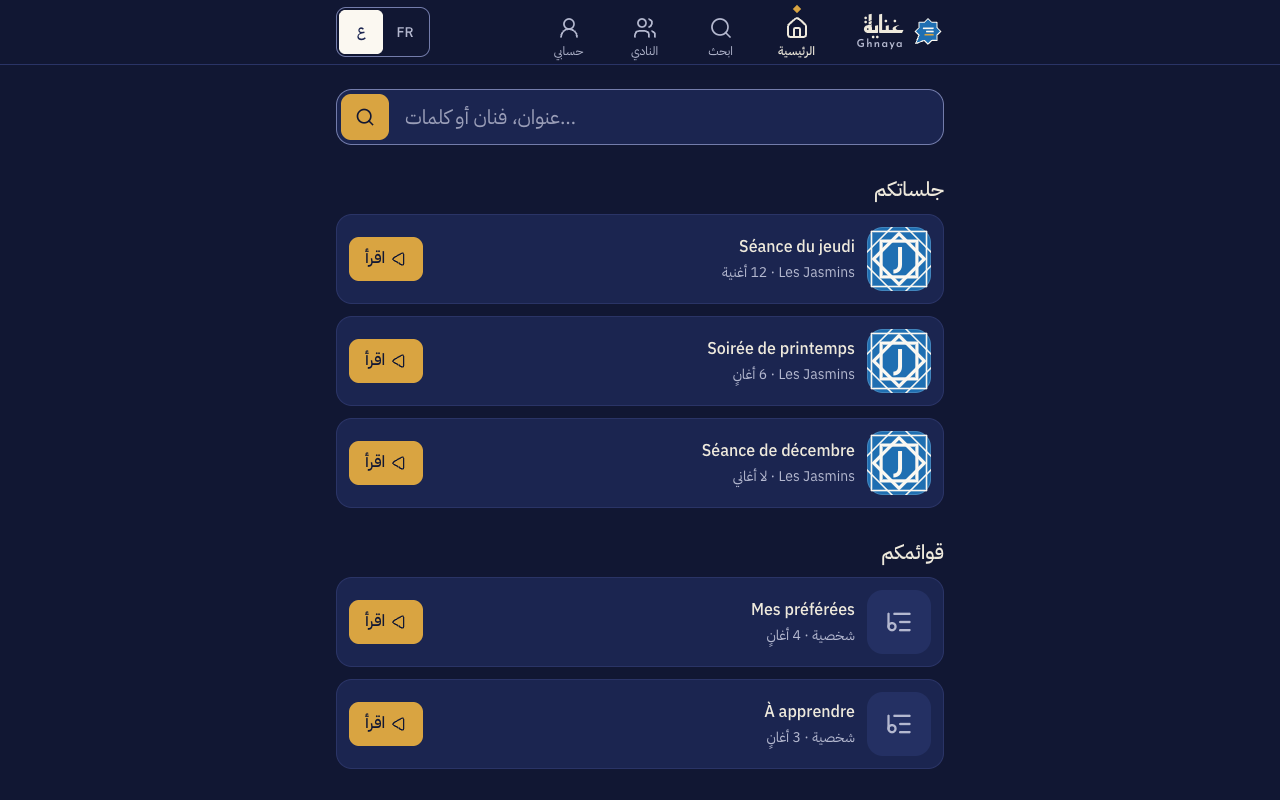 غناية
Ghnaya
الرئيسية
ابحث
النادي
حسابي
FR
ع
عنوان، فنان أو كلمات...
جلساتكم
J
Séance du jeudi
Les Jasmins · 12 أغنية
اقرأ
J
Soirée de printemps
Les Jasmins · 6 أغانٍ
اقرأ
J
Séance de décembre
Les Jasmins · لا أغاني
اقرأ
قوائمكم
Mes préférées
شخصية · 4 أغانٍ
اقرأ
À apprendre
شخصية · 3 أغانٍ
اقرأ